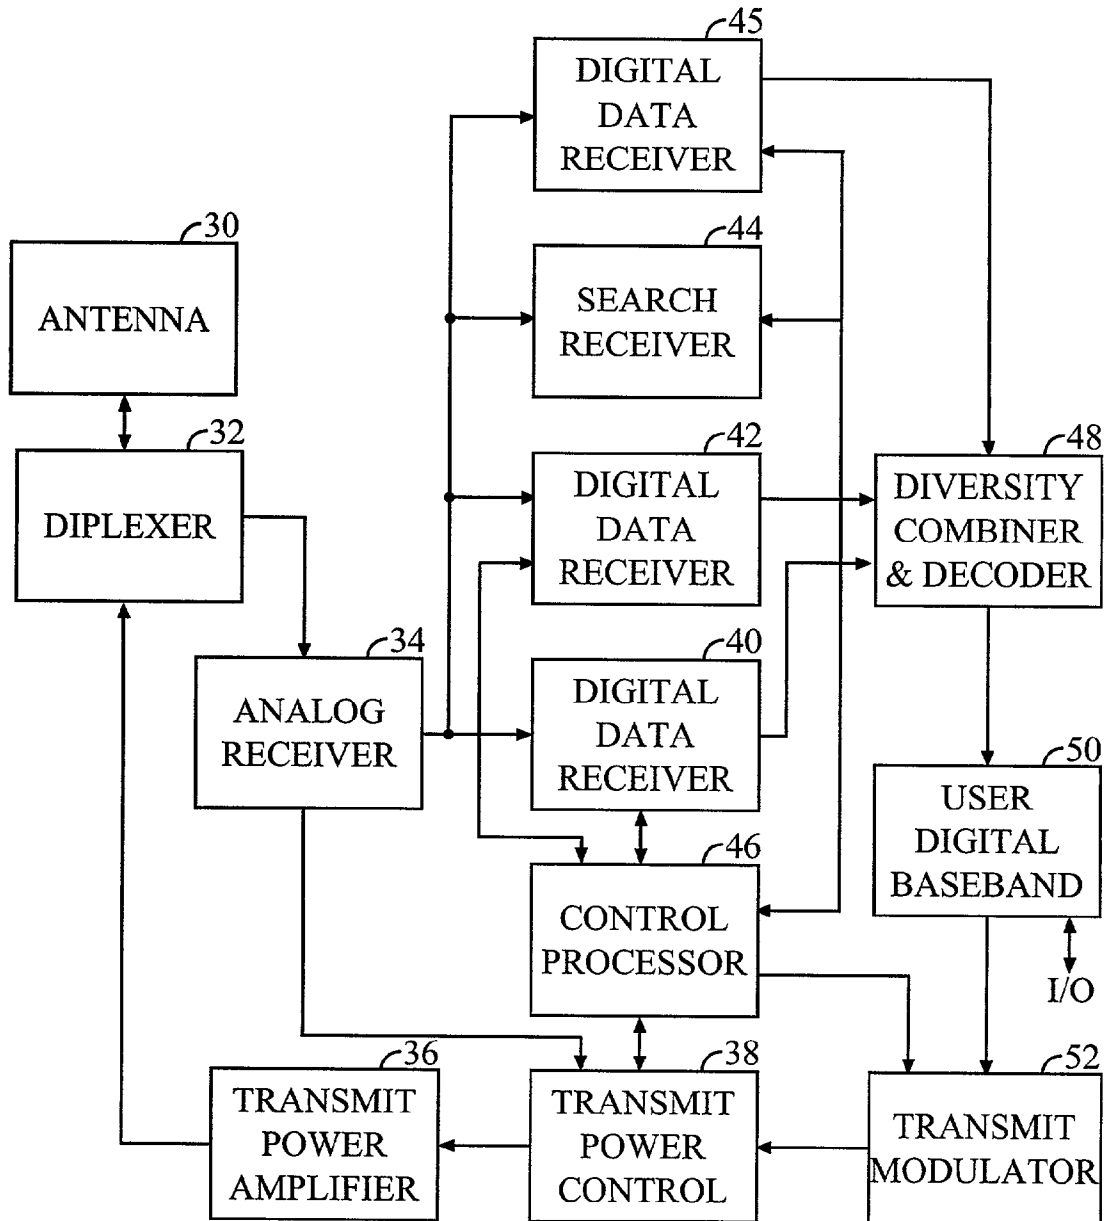 45
DIGITAL
DATA
RECEIVER
30
ANTENNA
44
SEARCH
RECEIVER
32
DIPLEXER
42
DIGITAL
DATA
RECEIVER
48
DIVERSITY
COMBINER
& DECODER
34
ANALOG
RECEIVER
40
DIGITAL
DATA
RECEIVER
50
USER
DIGITAL
BASEBAND
46
CONTROL
PROCESSOR
I/O
36
TRANSMIT
POWER
AMPLIFIER
38
TRANSMIT
POWER
CONTROL
52
TRANSMIT
MODULATOR